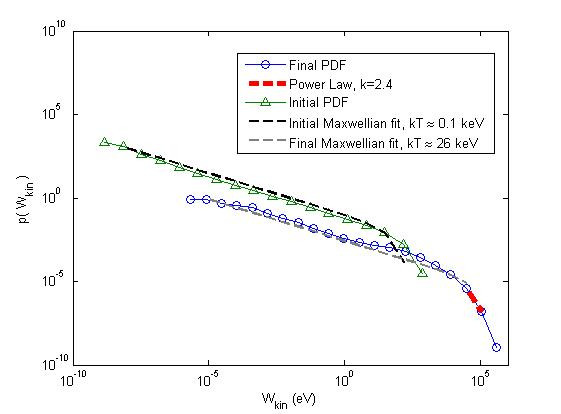 10^10
10^5
10^0
10^-5
10^-10
p( W_kin )
Final PDF
Power Law, k=2.4
Initial PDF
Initial Maxwellian fit, kT ≈ 0.1 keV
Final Maxwellian fit, kT ≈ 26 keV
10^-10
10^-5
10^0
10^5
W_kin (eV)